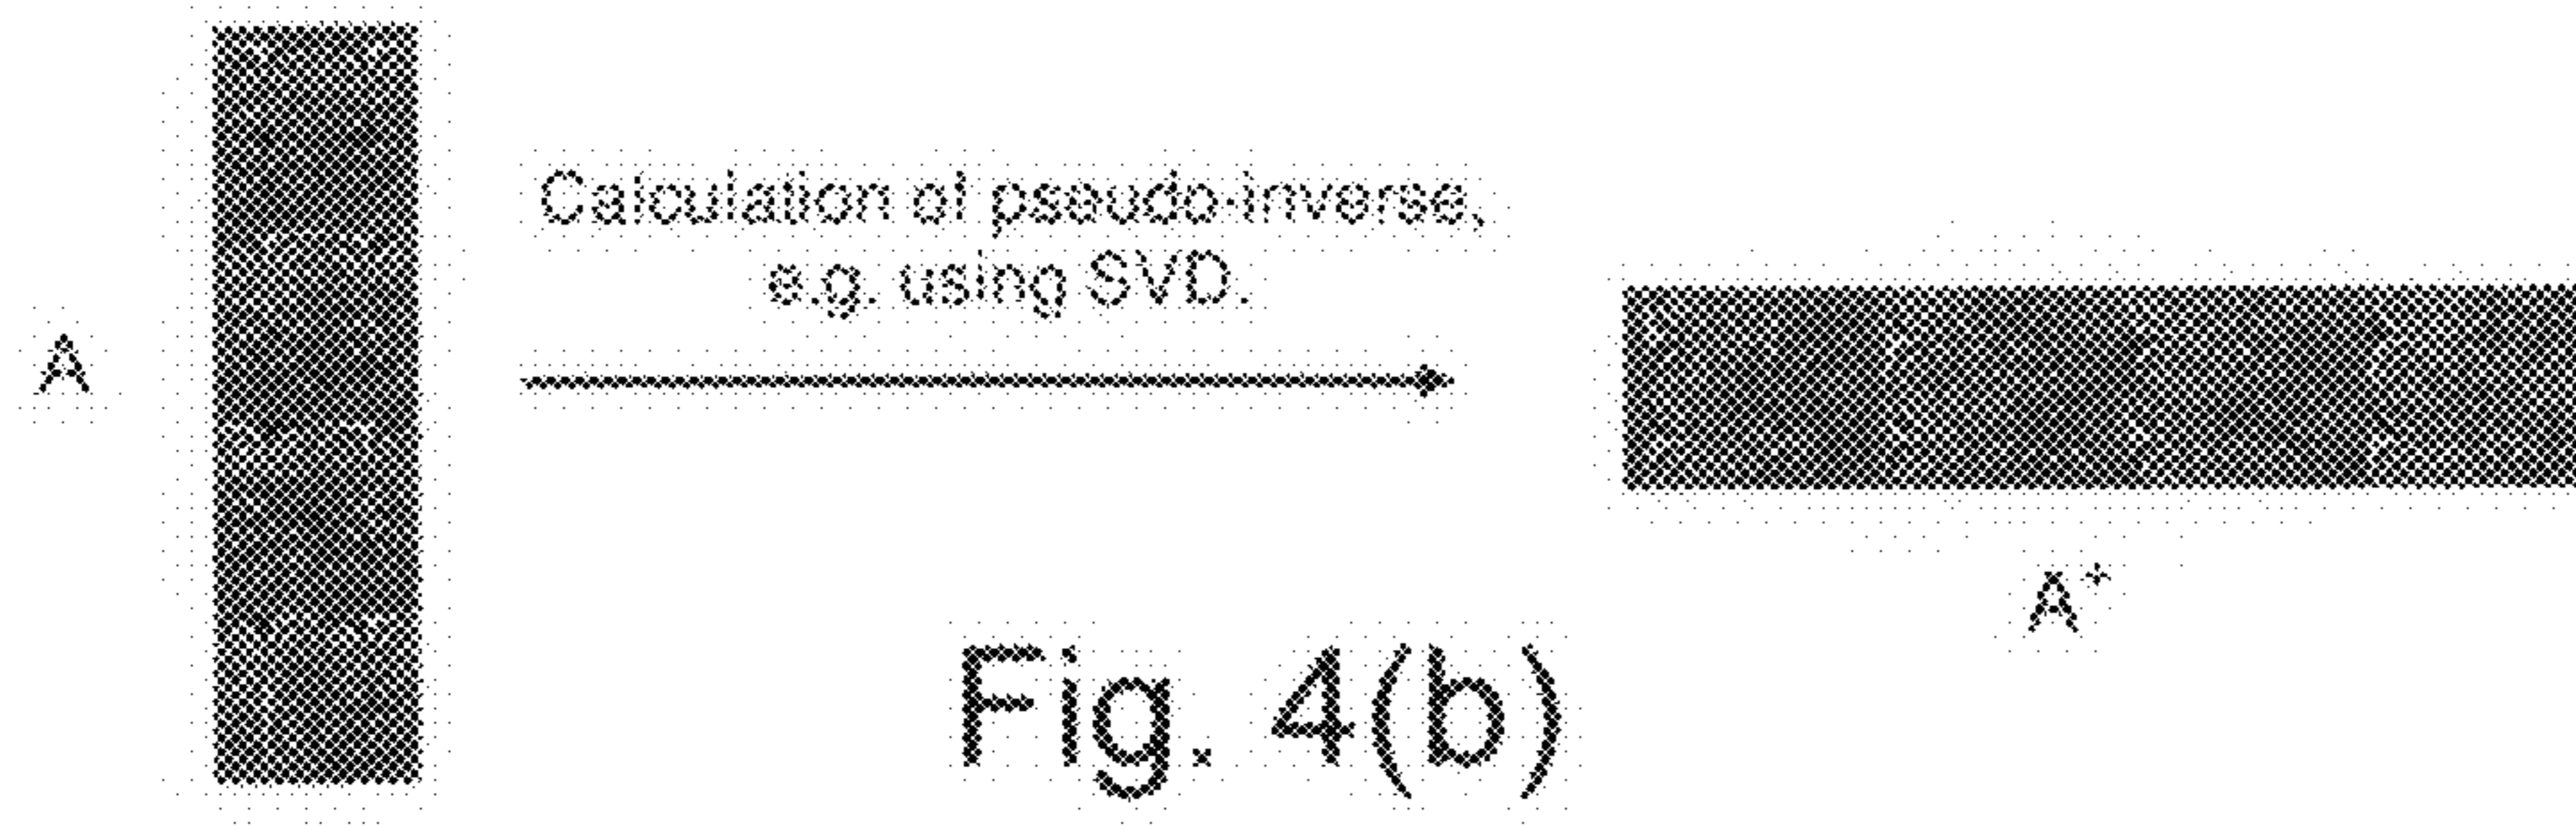 A
Calculation of pseudo-inverse,
e.g. using SVD.
A⁺
Fig. 4(b)